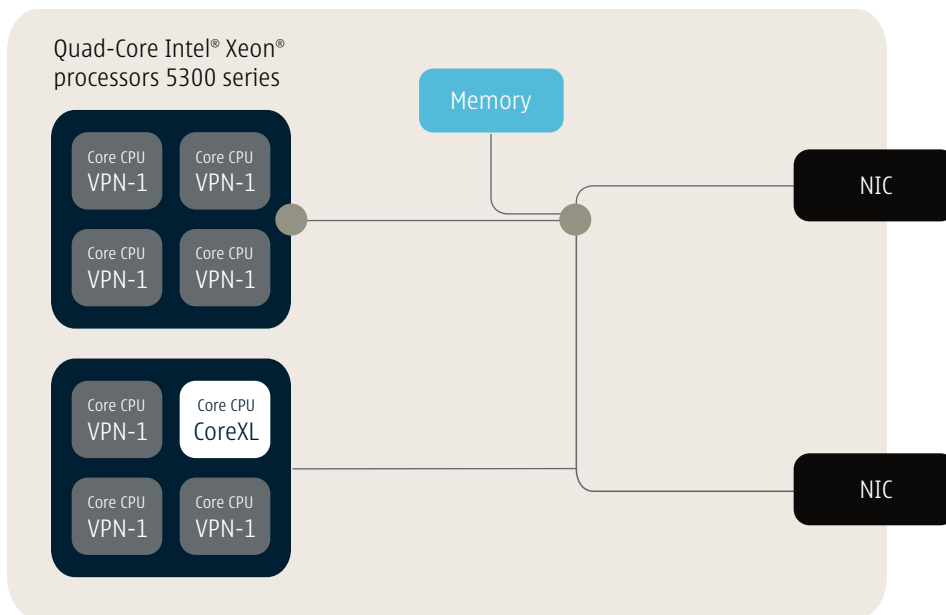 Quad-Core Intel® Xeon®
processors 5300 series
Memory
Core CPU
VPN-1
Core CPU
VPN-1
NIC
Core CPU
VPN-1
Core CPU
VPN-1
Core CPU
VPN-1
Core CPU
CoreXL
Core CPU
VPN-1
Core CPU
VPN-1
NIC